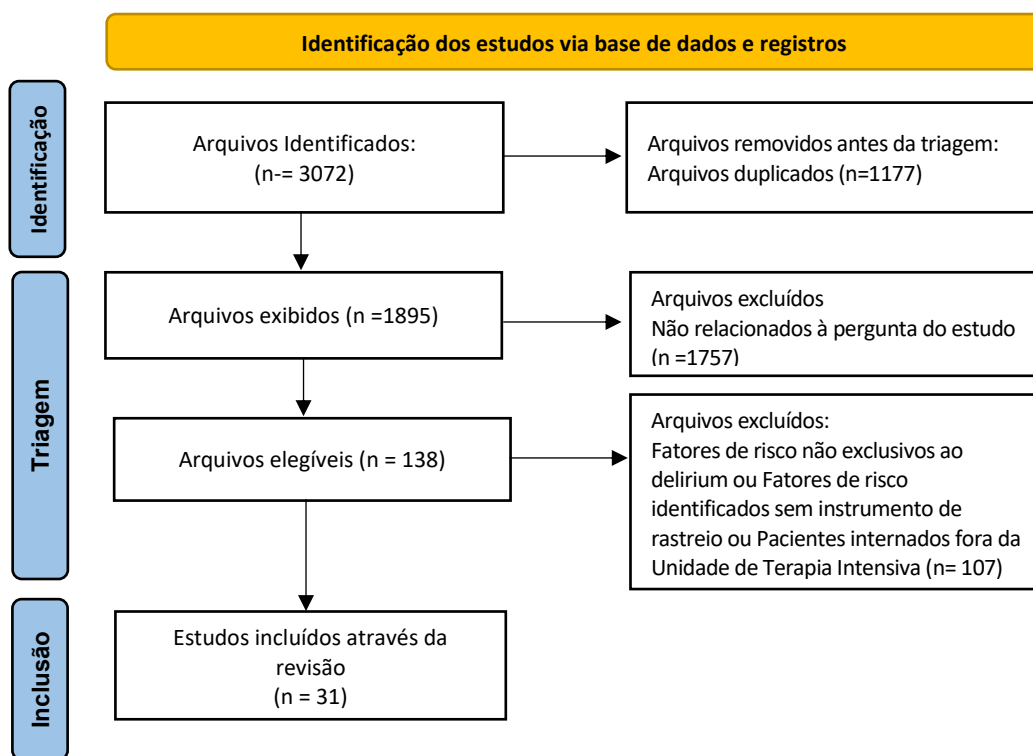 Identificação dos estudos via base de dados e registros
Identificação
Arquivos Identificados:
(n-= 3072)
Arquivos removidos antes da triagem:
Arquivos duplicados (n=1177)
Triagem
Arquivos exibidos (n =1895)
Arquivos excluídos
Não relacionados à pergunta do estudo
(n =1757)
Arquivos elegíveis (n = 138)
Arquivos excluídos:
Fatores de risco não exclusivos ao
delirium ou Fatores de risco
identificados sem instrumento de
rastreio ou Pacientes internados fora da
Unidade de Terapia Intensiva (n= 107)
Inclusão
Estudos incluídos através da
revisão
(n = 31)